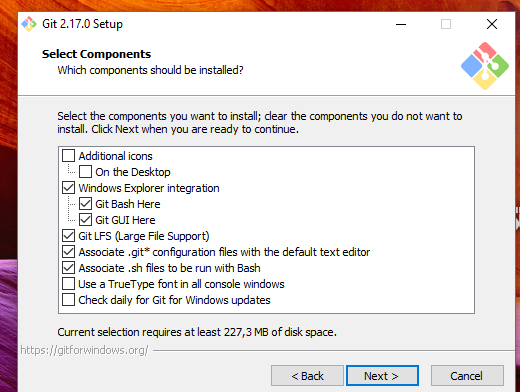 Git 2.17.0 Setup
Select Components
Which components should be installed?
Select the components you want to install; clear the components you do not want to
install. Click Next when you are ready to continue.
Additional icons
On the Desktop
Windows Explorer integration
Git Bash Here
Git GUI Here
Git LFS (Large File Support)
Associate .git* configuration files with the default text editor
Associate .sh files to be run with Bash
Use a TrueType font in all console windows
Check daily for Git for Windows updates
Current selection requires at least 227,3 MB of disk space.
https://gitforwindows.org/
< Back
Next >
Cancel